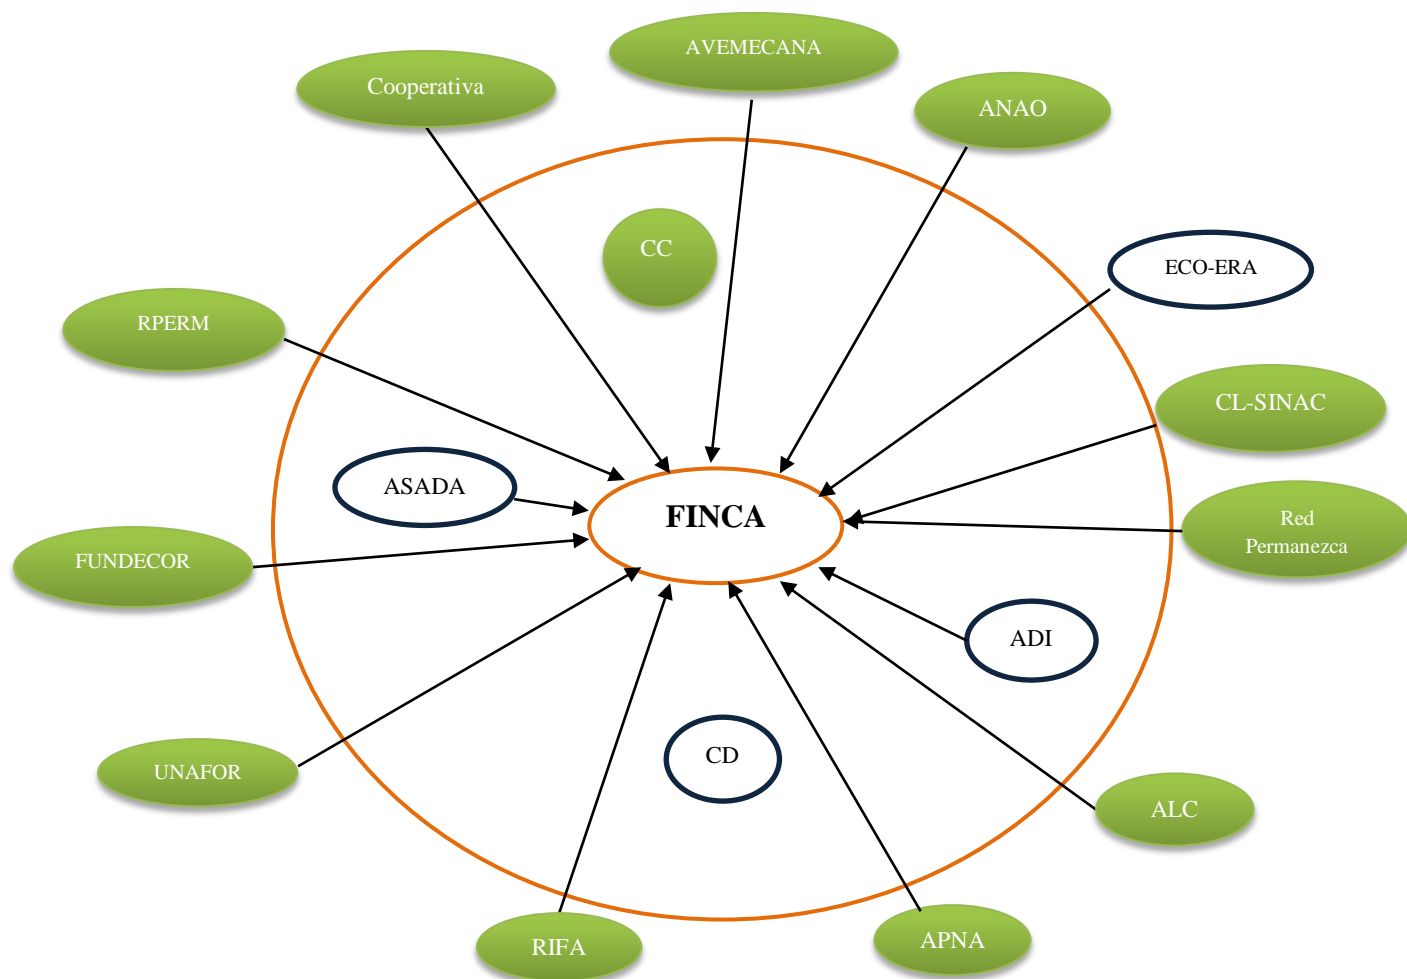 AVEMECANA
Cooperativa
ANAO
CC
ECO-ERA
RPERM
CL-SINAC
ASADA
FINCA
Red
Permanezca
FUNDECOR
ADI
CD
UNAFOR
ALC
RIFA
APNA